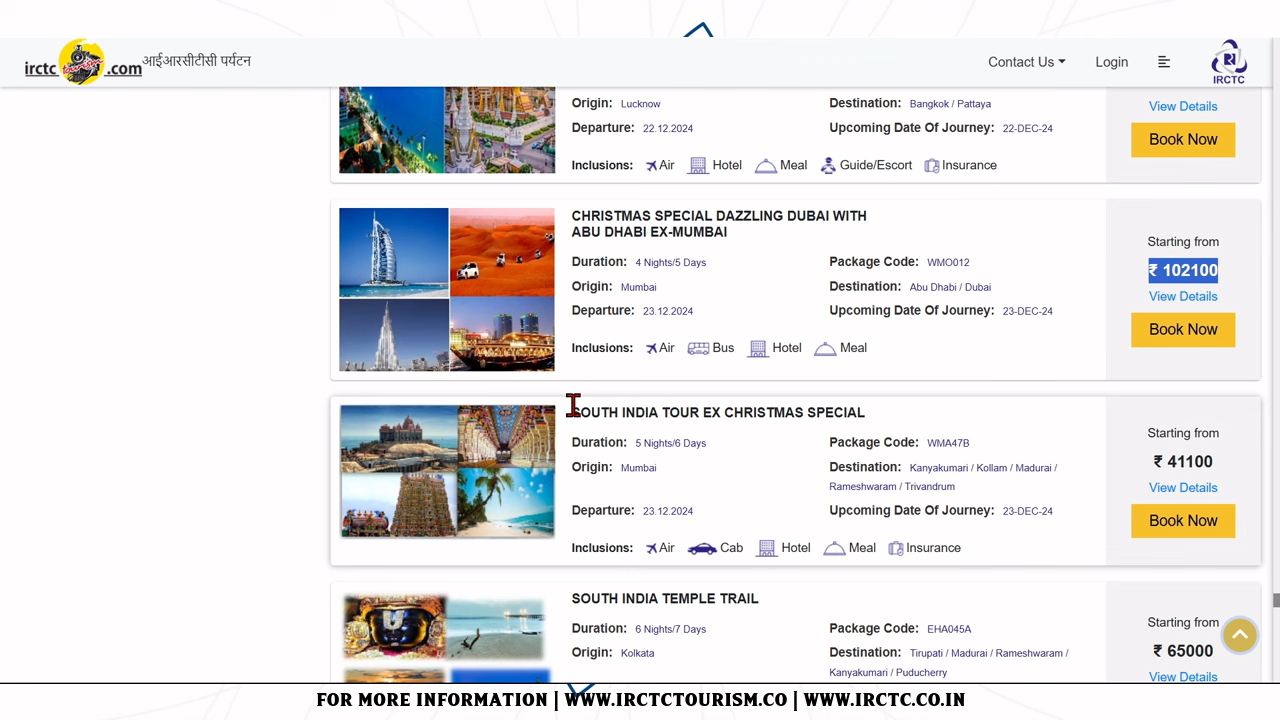 irctc .com आईआरसीटीसी पर्यटन
Contact Us Login
IRCTC
Origin: Lucknow Destination: Bangkok / Pattaya
View Details
Departure: 22.12.2024 Upcoming Date Of Journey: 22-DEC-24
Book Now
Inclusions: Air Hotel Meal Guide/Escort Insurance
CHRISTMAS SPECIAL DAZZLING DUBAI WITH
ABU DHABI EX-MUMBAI
Duration: 4 Nights/5 Days Package Code: WMO012
Origin: Mumbai Destination: Abu Dhabi / Dubai
Departure: 23.12.2024 Upcoming Date Of Journey: 23-DEC-24
Inclusions: Air Bus Hotel Meal
Starting from
₹ 102100
View Details
Book Now
SOUTH INDIA TOUR EX CHRISTMAS SPECIAL
Duration: 5 Nights/6 Days Package Code: WMA47B
Origin: Mumbai Destination: Kanyakumari / Kollam / Madurai /
Rameshwaram / Trivandrum
Departure: 23.12.2024 Upcoming Date Of Journey: 23-DEC-24
Inclusions: Air Cab Hotel Meal Insurance
Starting from
₹ 41100
View Details
Book Now
SOUTH INDIA TEMPLE TRAIL
Duration: 6 Nights/7 Days Package Code: EHA045A
Origin: Kolkata Destination: Tirupati / Madurai / Rameshwaram /
Kanyakumari / Puducherry
Starting from
₹ 65000
View Details
FOR MORE INFORMATION | WWW.IRCTCTOURISM.CO | WWW.IRCTC.CO.IN